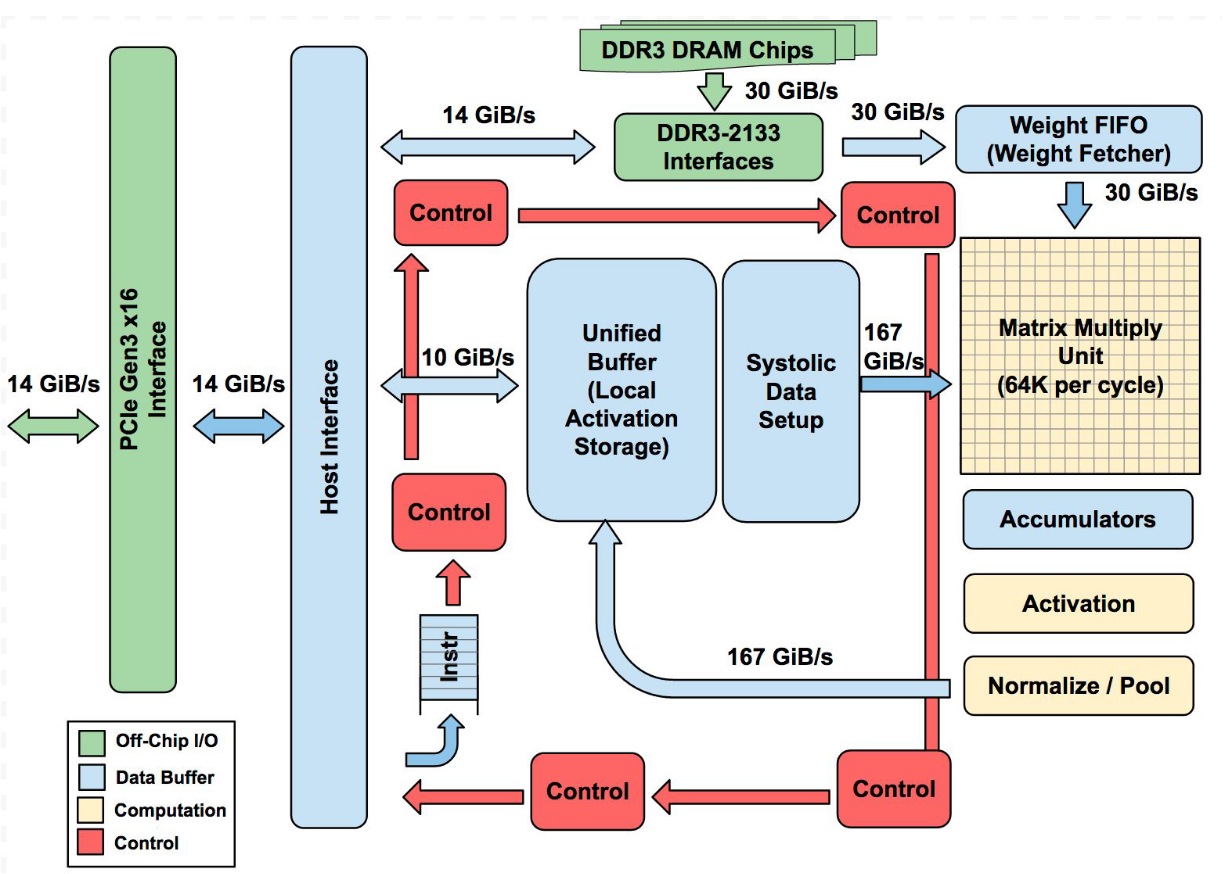 DDR3 DRAM Chips
30 GiB/s
14 GiB/s
DDR3-2133
Interfaces
30 GiB/s
Weight FIFO
(Weight Fetcher)
30 GiB/s
Control
Control
PCIe Gen3 x16
Interface
Host Interface
14 GiB/s
14 GiB/s
10 GiB/s
Unified
Buffer
(Local
Activation
Storage)
Systolic
Data
Setup
167
GiB/s
Matrix Multiply
Unit
(64K per cycle)
Control
Accumulators
Activation
Instr
167 GiB/s
Normalize / Pool
Control
Control
Off-Chip I/O
Data Buffer
Computation
Control